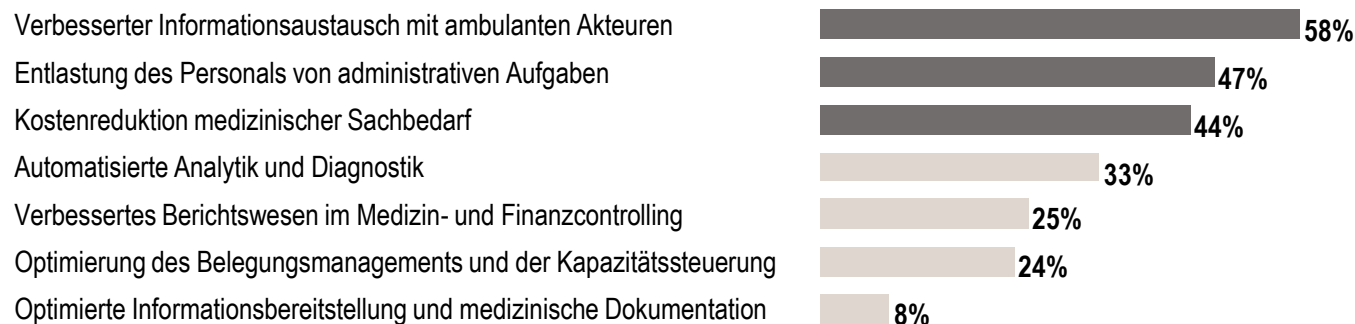 Verbesserter Informationsaustausch mit ambulanten Akteuren 58%
Entlastung des Personals von administrativen Aufgaben 47%
Kostenreduktion medizinischer Sachbedarf 44%
Automatisierte Analytik und Diagnostik 33%
Verbessertes Berichtswesen im Medizin- und Finanzcontrolling 25%
Optimierung des Belegungsmanagements und der Kapazitätssteuerung 24%
Optimierte Informationsbereitstellung und medizinische Dokumentation 8%